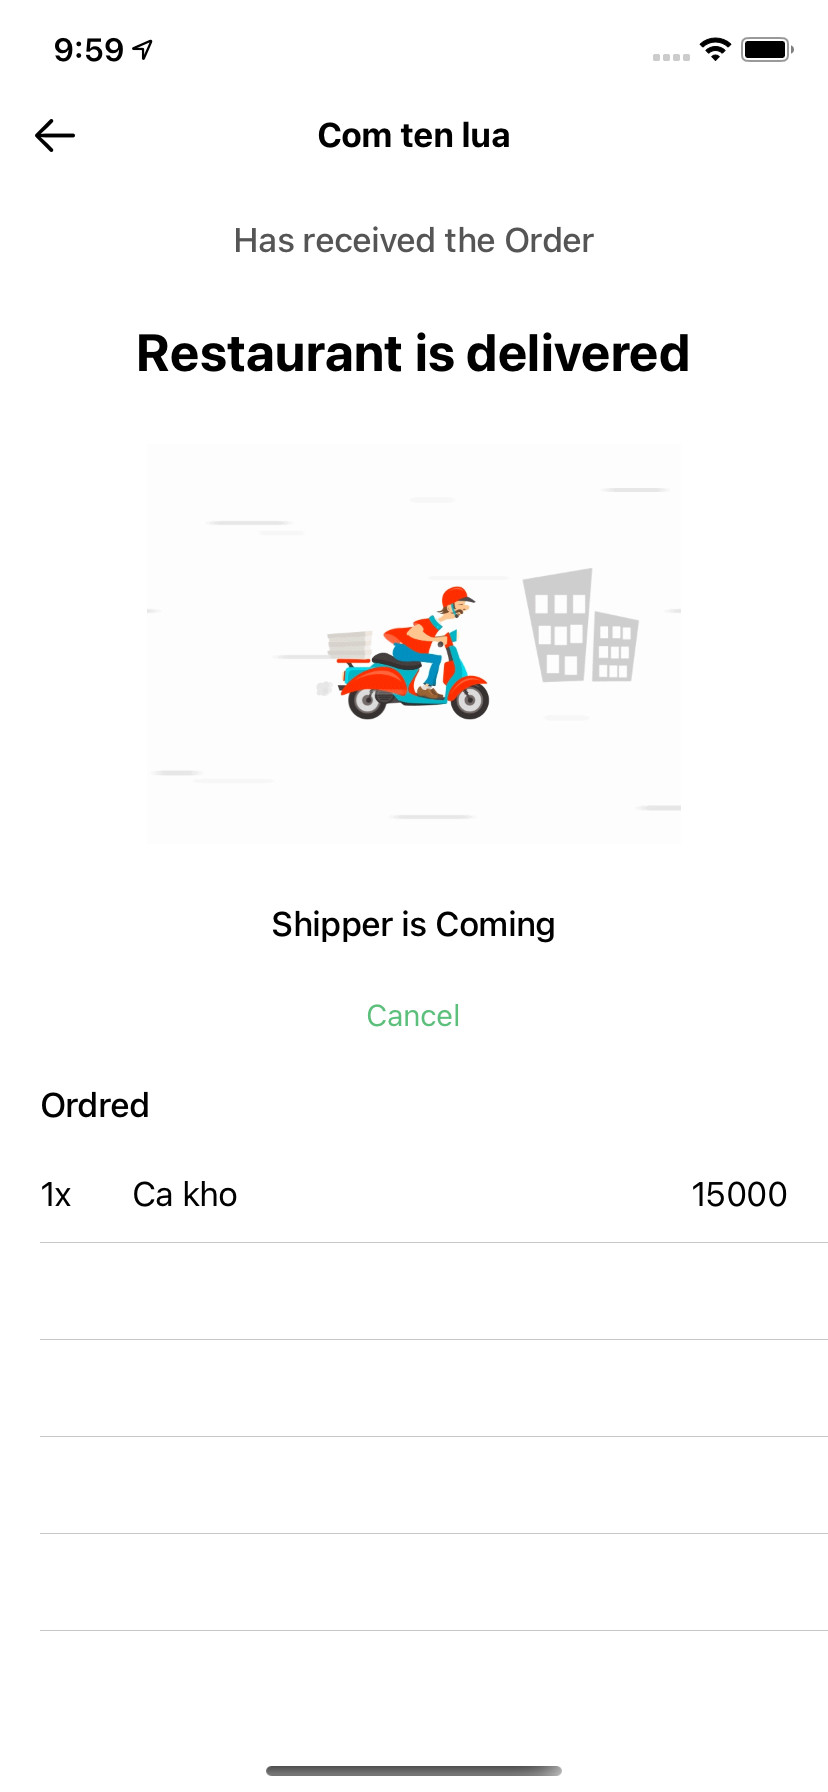 9:59
Com ten lua
Has received the Order
Restaurant is delivered
Shipper is Coming
Cancel
Ordred
1x Ca kho 15000